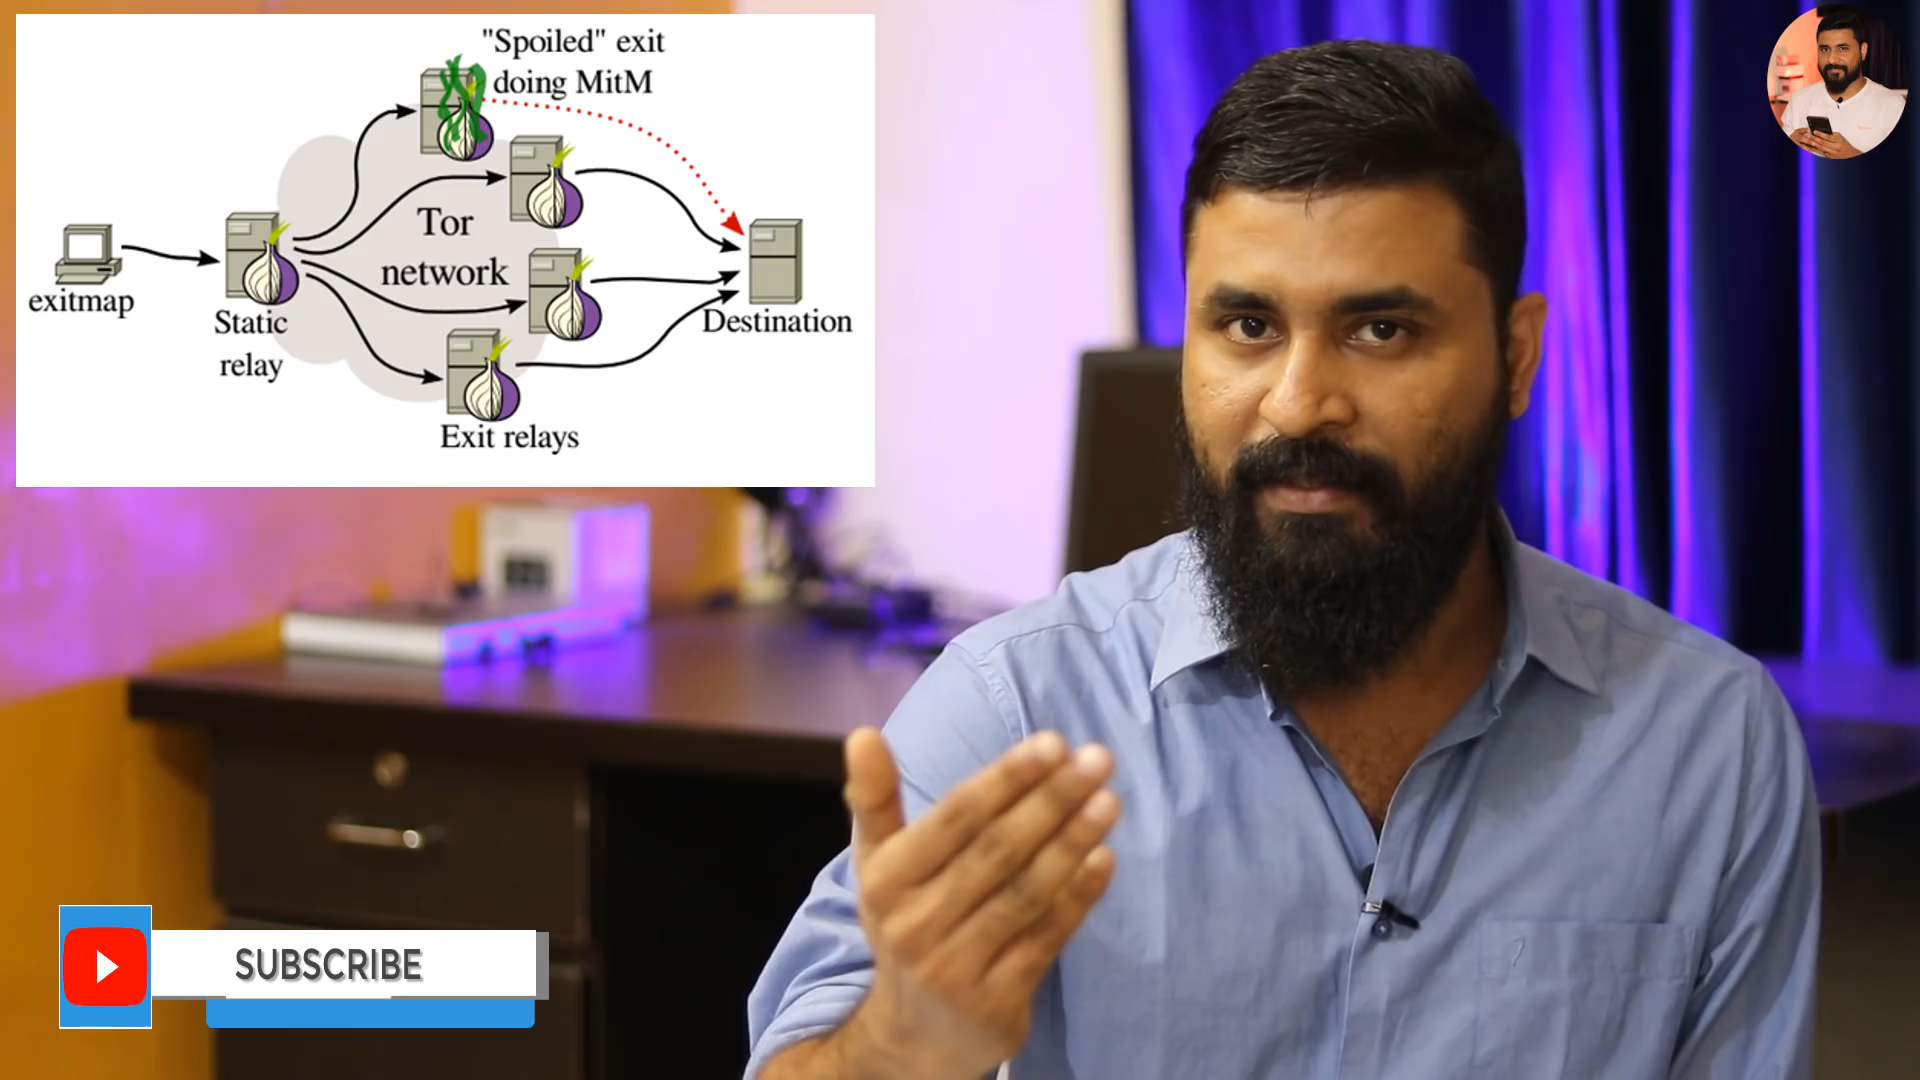 "Spoiled" exit
doing MitM
Tor
network
exitmap
Static
relay
Destination
Exit relays
SUBSCRIBE